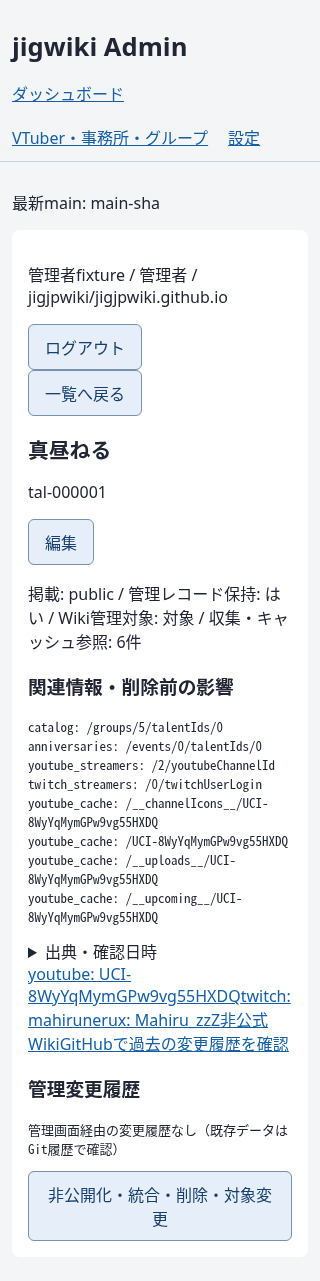 jigwiki Admin
ダッシュボード
VTuber・事務所・グループ 設定
最新main: main-sha
管理者fixture / 管理者 /
jigjpwiki/jigjpwiki.github.io
ログアウト
一覧へ戻る
真昼ねる
tal-000001
編集
掲載: public / 管理レコード保持: は
い / Wiki管理対象: 対象 / 収集・キャ
ッシュ参照: 6件
関連情報・削除前の影響
catalog: /groups/5/talentIds/0
anniversaries: /events/0/talentIds/0
youtube_streamers: /2/youtubeChannelId
twitch_streamers: /0/twitchUserLogin
youtube_cache: /__channelIcons__/UCI-
8WyYqMymGPw9vg55HXDQ
youtube_cache: /UCI-8WyYqMymGPw9vg55HXDQ
youtube_cache: /__uploads__/UCI-
8WyYqMymGPw9vg55HXDQ
youtube_cache: /__upcoming__/UCI-
8WyYqMymGPw9vg55HXDQ
▶ 出典・確認日時
youtube: UCI-
8WyYqMymGPw9vg55HXDQtwitch:
mahirunerux: Mahiru_zzZ非公式
WikiGitHubで過去の変更履歴を確認
管理変更履歴
管理画面経由の変更履歴なし（既存データは
Git履歴で確認）
非公開化・統合・削除・対象変
更